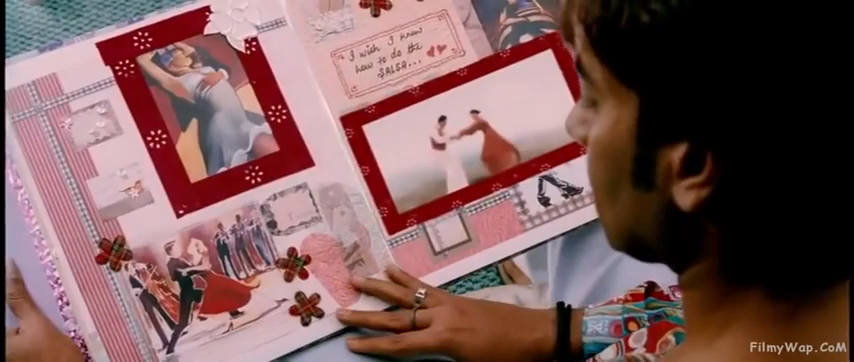 I wish I knew
how to do the
SALSA...
FilmyWap.CoM